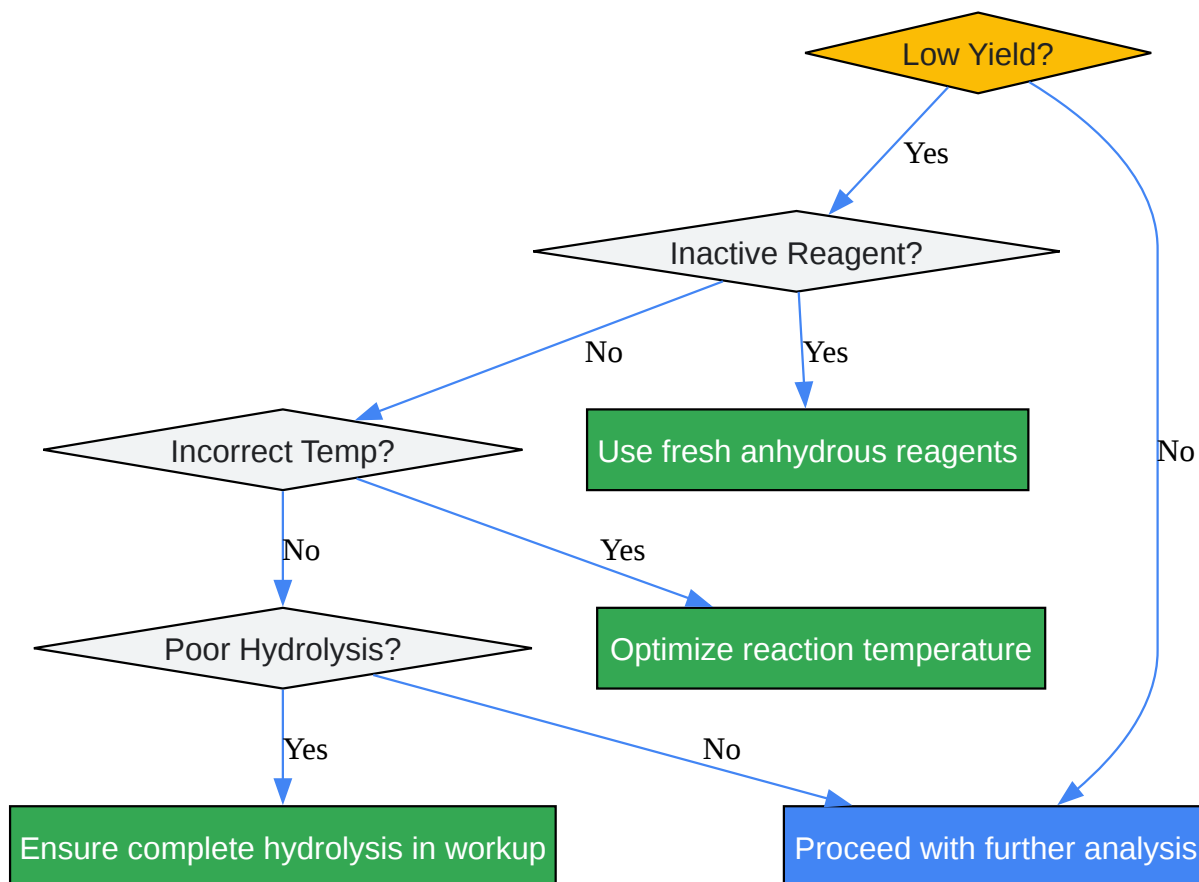 Low Yield?
Yes
Inactive Reagent?
No
Yes
Incorrect Temp?
Use fresh anhydrous reagents
No
No
Yes
Poor Hydrolysis?
Optimize reaction temperature
Yes
No
Ensure complete hydrolysis in workup
Proceed with further analysis